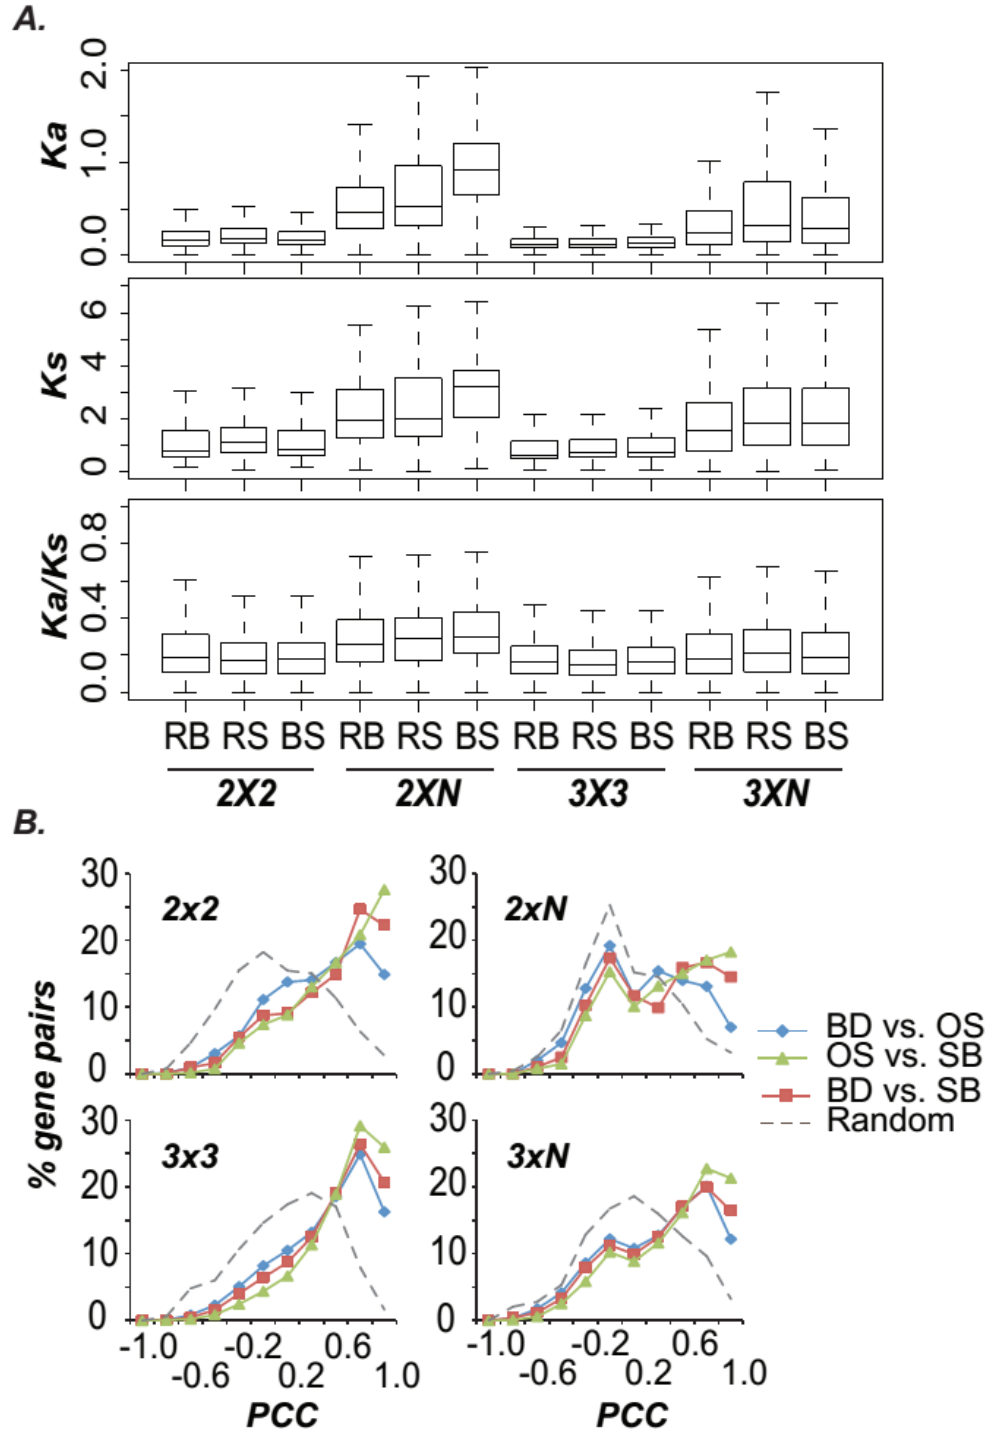 A.
Ka
0.0 1.0 2.0
Ks
0 2 4 6
Ka/Ks
0.0 0.4 0.8
RB RS BS RB RS BS RB RS BS RB RS BS
2X2 2XN 3X3 3XN
B.
% gene pairs
30 30
2x2 2xN
20 20
10 10
0 0
BD vs. OS
OS vs. SB
BD vs. SB
Random
30 30
3x3 3xN
20 20
10 10
0 0
-1.0 -0.2 0.6 -1.0 -0.2 0.6
-0.6 0.2 1.0 -0.6 0.2 1.0
PCC PCC